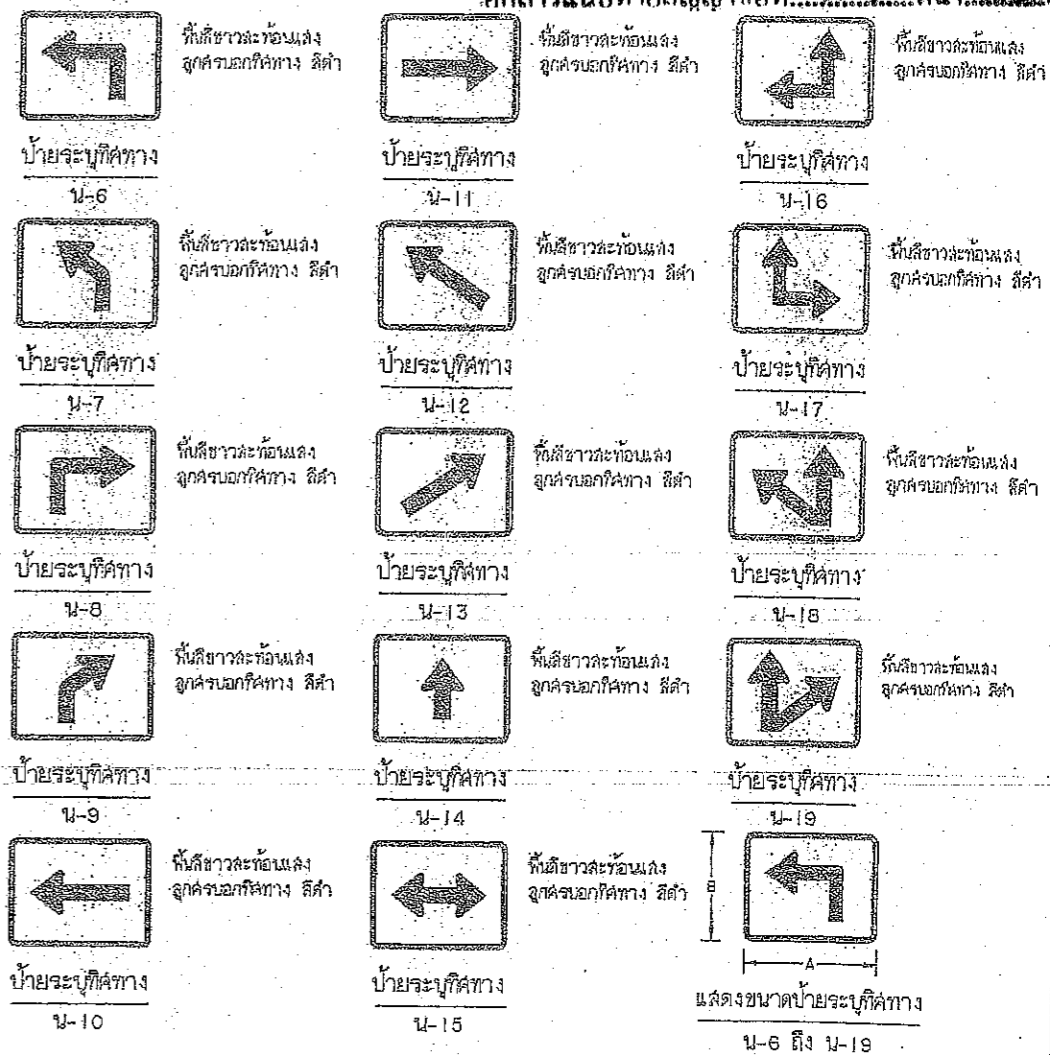 พื้นสีขาวสะท้อนแสง
ลูกศรบอกทิศทาง สีดำ
ป้ายระบุทิศทาง
น-6
พื้นสีขาวสะท้อนแสง
ลูกศรบอกทิศทาง สีดำ
ป้ายระบุทิศทาง
น-11
พื้นสีขาวสะท้อนแสง
ลูกศรบอกทิศทาง สีดำ
ป้ายระบุทิศทาง
น-16
พื้นสีขาวสะท้อนแสง
ลูกศรบอกทิศทาง สีดำ
ป้ายระบุทิศทาง
น-7
พื้นสีขาวสะท้อนแสง
ลูกศรบอกทิศทาง สีดำ
ป้ายระบุทิศทาง
น-12
พื้นสีขาวสะท้อนแสง
ลูกศรบอกทิศทาง สีดำ
ป้ายระบุทิศทาง
น-17
พื้นสีขาวสะท้อนแสง
ลูกศรบอกทิศทาง สีดำ
ป้ายระบุทิศทาง
น-8
พื้นสีขาวสะท้อนแสง
ลูกศรบอกทิศทาง สีดำ
ป้ายระบุทิศทาง
น-13
พื้นสีขาวสะท้อนแสง
ลูกศรบอกทิศทาง สีดำ
ป้ายระบุทิศทาง
น-18
พื้นสีขาวสะท้อนแสง
ลูกศรบอกทิศทาง สีดำ
ป้ายระบุทิศทาง
น-9
พื้นสีขาวสะท้อนแสง
ลูกศรบอกทิศทาง สีดำ
ป้ายระบุทิศทาง
น-14
พื้นสีขาวสะท้อนแสง
ลูกศรบอกทิศทาง สีดำ
ป้ายระบุทิศทาง
น-19
พื้นสีขาวสะท้อนแสง
ลูกศรบอกทิศทาง สีดำ
ป้ายระบุทิศทาง
น-10
พื้นสีขาวสะท้อนแสง
ลูกศรบอกทิศทาง สีดำ
ป้ายระบุทิศทาง
น-15
B
A
แสดงขนาดป้ายระบุทิศทาง
น-6 ถึง น-19